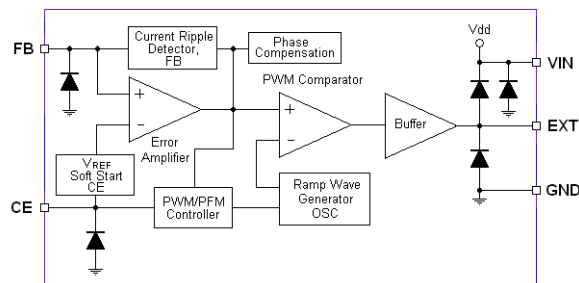 FB
Current Ripple
Detector,
FB
Phase Compensation
Vdd
VIN
PWM Comparator
+
−
+
−
Error
Amplifier
Buffer
EXT
VREF
Soft Start
CE
CE
PWM/PFM
Controller
Ramp Wave
Generator
OSC
GND